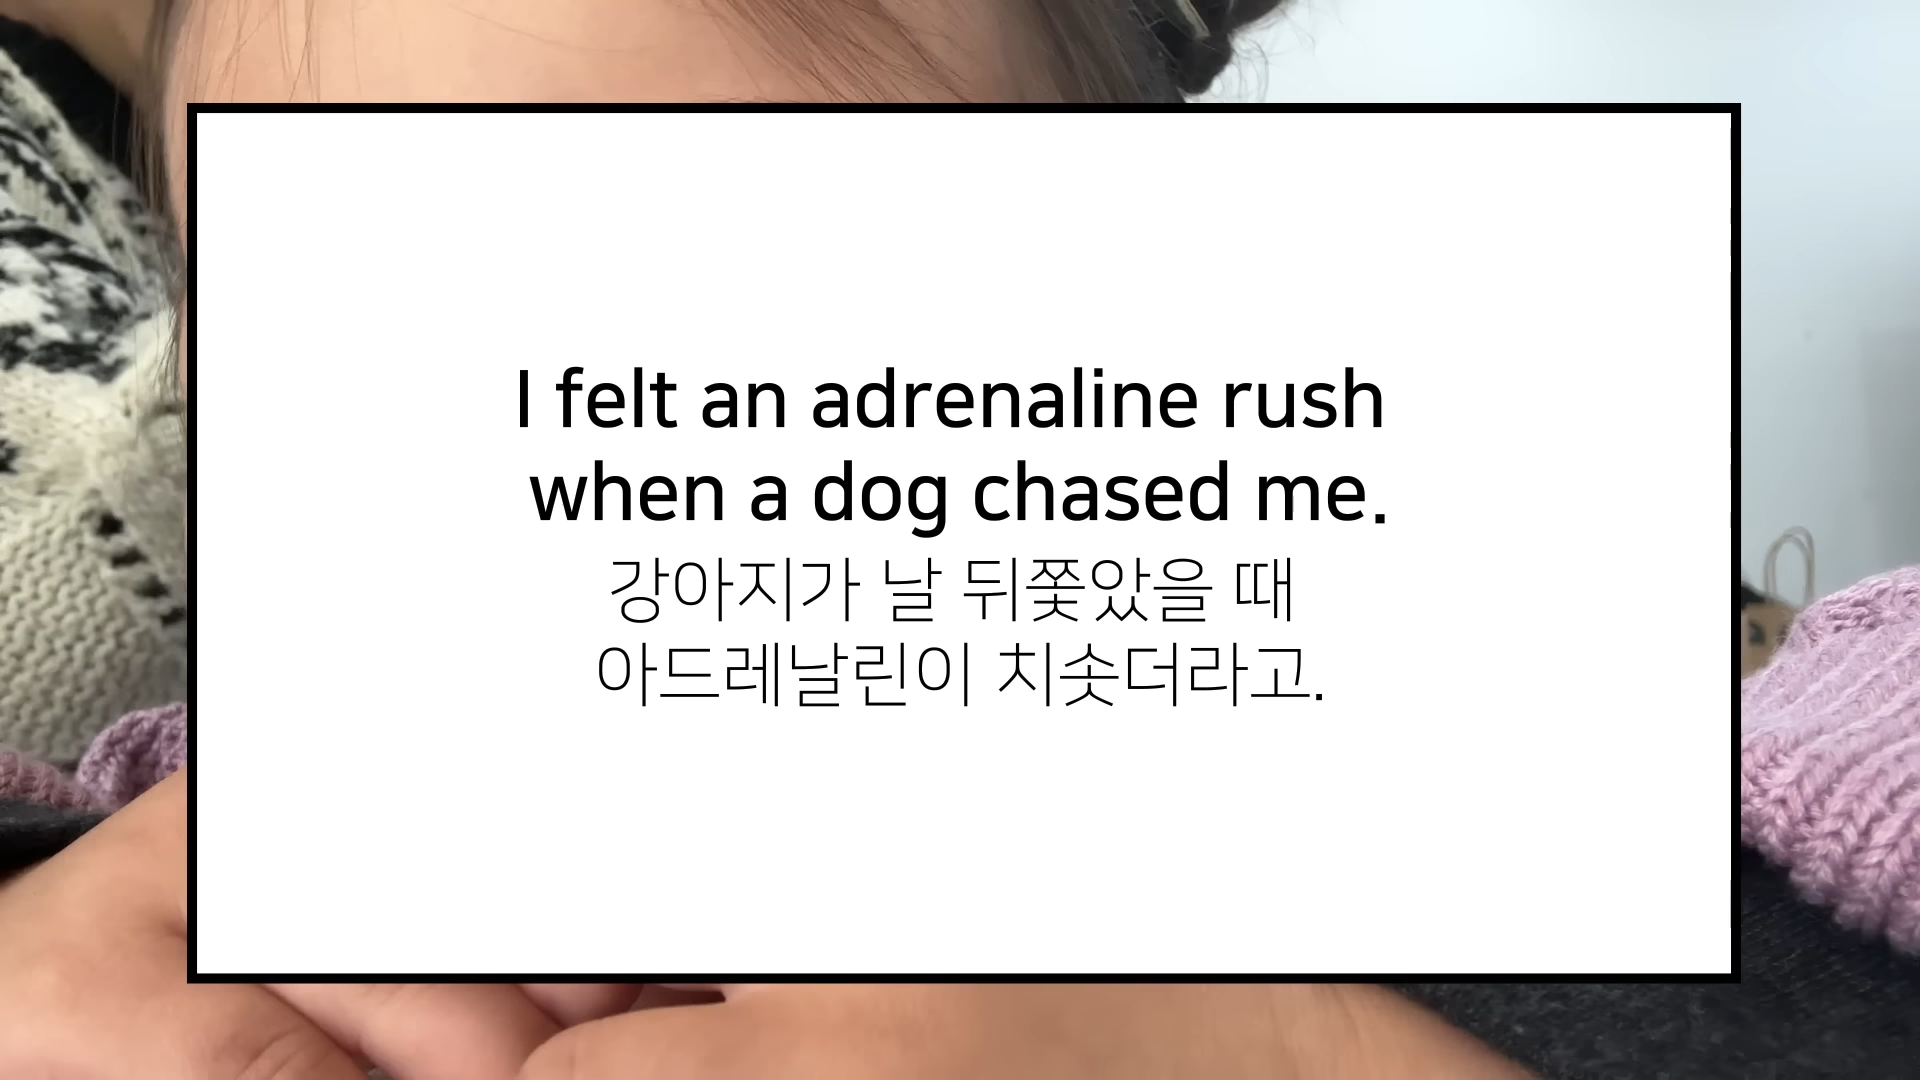 I felt an adrenaline rush
when a dog chased me.
강아지가 날 뒤쫓았을 때
아드레날린이 치솟더라고.